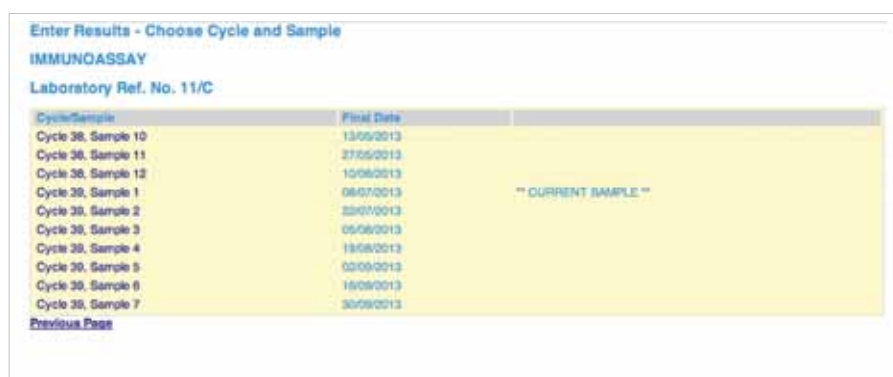 Enter Results - Choose Cycle and Sample
IMMUNOASSAY
Laboratory Ref. No. 11/C
Cycle/Sample Final Date
Cycle 38, Sample 10 13/05/2013
Cycle 38, Sample 11 27/05/2013
Cycle 38, Sample 12 10/06/2013
Cycle 39, Sample 1 08/07/2013 ** CURRENT SAMPLE **
Cycle 39, Sample 2 22/07/2013
Cycle 39, Sample 3 05/08/2013
Cycle 39, Sample 4 19/08/2013
Cycle 39, Sample 5 02/09/2013
Cycle 39, Sample 6 16/09/2013
Cycle 39, Sample 7 30/09/2013
Previous Page